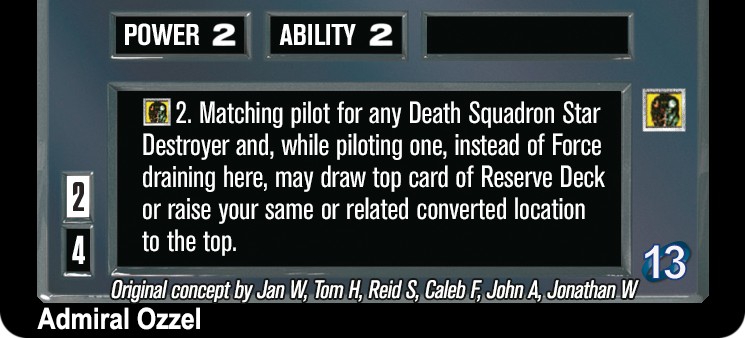 POWER 2 ABILITY 2
2. Matching pilot for any Death Squadron Star
Destroyer and, while piloting one, instead of Force
draining here, may draw top card of Reserve Deck
or raise your same or related converted location
to the top.
2
4
13
Original concept by Jan W, Tom H, Reid S, Caleb F, John A, Jonathan W
Admiral Ozzel